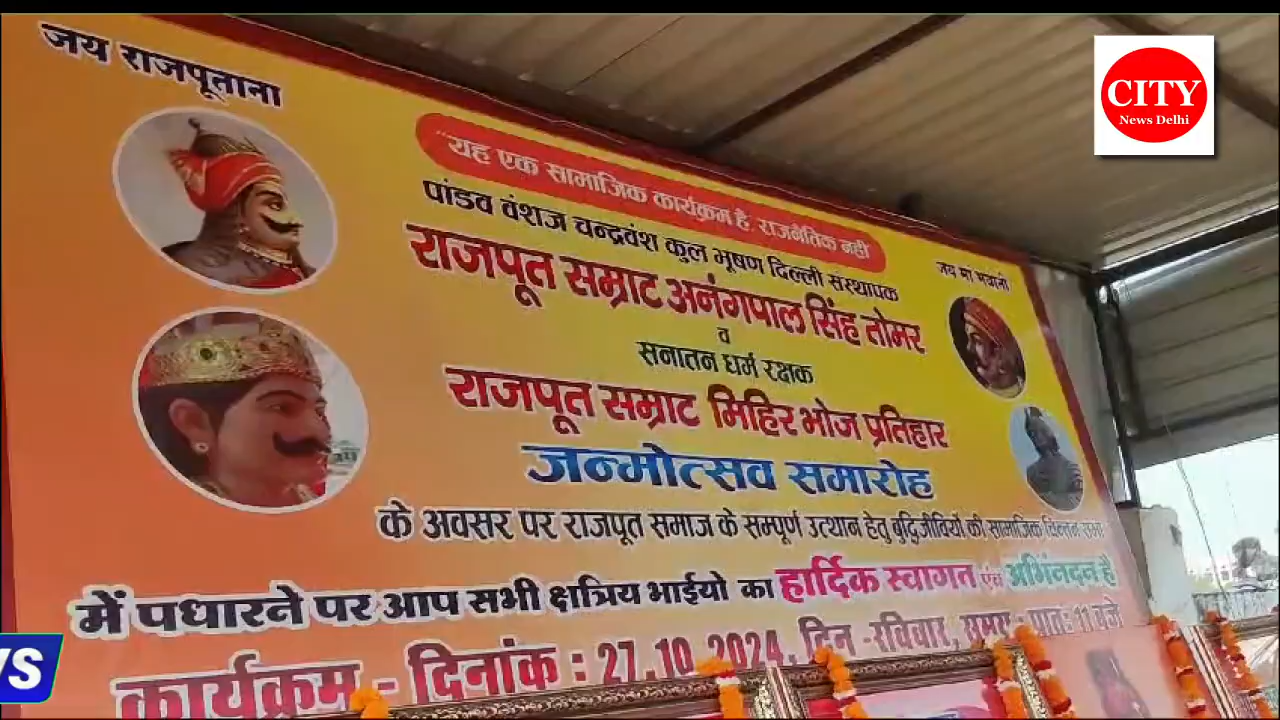 जय राजपूताना
CITY
News Delhi
"यह एक सामाजिक कार्यक्रम है, राजनैतिक नही
पांडव वंशज चन्द्रवंश कुल भूषण दिल्ली संस्थापक
जय मां भवानी
राजपूत सम्राट अनंगपाल सिंह तोमर
व
सनातन धर्म रक्षक
राजपूत सम्राट मिहिर भोज प्रतिहार
जन्मोत्सव समारोह
के अवसर पर राजपूत समाज के सम्पूर्ण उत्थान हेतु बुद्धिजीवियों की सामाजिक चिंतन सभा
में पधारने पर आप सभी क्षत्रिय भाईयो का हार्दिक स्वागत एवं अभिंनदन है
कार्यक्रम - दिनांक : 27.10.2024, दिन -रविवार, समय : प्रातः 11 बजे